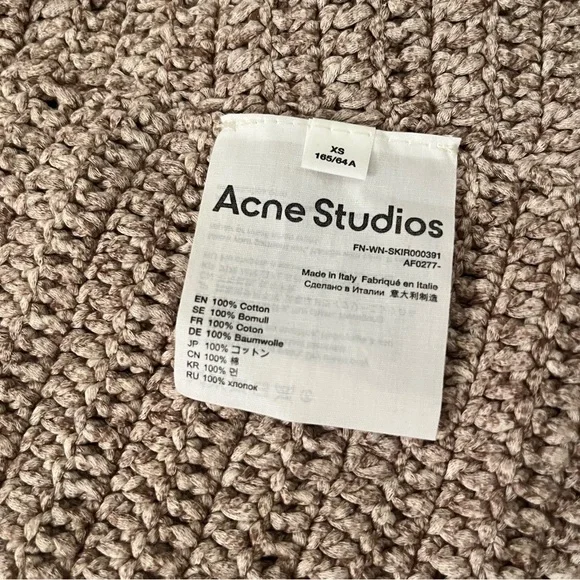 XS
165/64A
Acne Studios
FN-WN-SKIR000391
AF0277-
Made in Italy Fabriqué en Italie
Сделано в Италии 意大利制造
EN 100% Cotton
SE 100% Bomull
FR 100% Coton
DE 100% Baumwolle
JP 100% コットン
CN 100% 棉
KR 100% 면
RU 100% хлопок